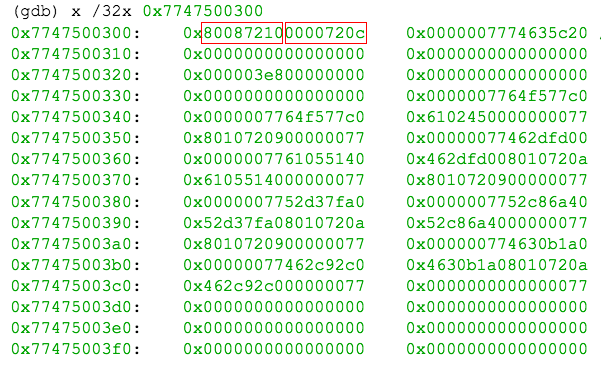 (gdb) x /32x 0x7747500300
0x7747500300: 0x800872100000720c 0x0000007774635c20
0x7747500310: 0x0000000000000000 0x0000000000000000
0x7747500320: 0x000003e800000000 0x0000000000000000
0x7747500330: 0x0000000000000000 0x0000007764f577c0
0x7747500340: 0x0000007764f577c0 0x6102450000000077
0x7747500350: 0x8010720900000077 0x00000077462dfd00
0x7747500360: 0x0000007761055140 0x462dfd008010720a
0x7747500370: 0x6105514000000077 0x8010720900000077
0x7747500380: 0x0000007752d37fa0 0x0000007752c86a40
0x7747500390: 0x52d37fa08010720a 0x52c86a4000000077
0x77475003a0: 0x8010720900000077 0x000000774630b1a0
0x77475003b0: 0x00000077462c92c0 0x4630b1a08010720a
0x77475003c0: 0x462c92c000000077 0x0000000000000077
0x77475003d0: 0x0000000000000000 0x0000000000000000
0x77475003e0: 0x0000000000000000 0x0000000000000000
0x77475003f0: 0x0000000000000000 0x0000000000000000